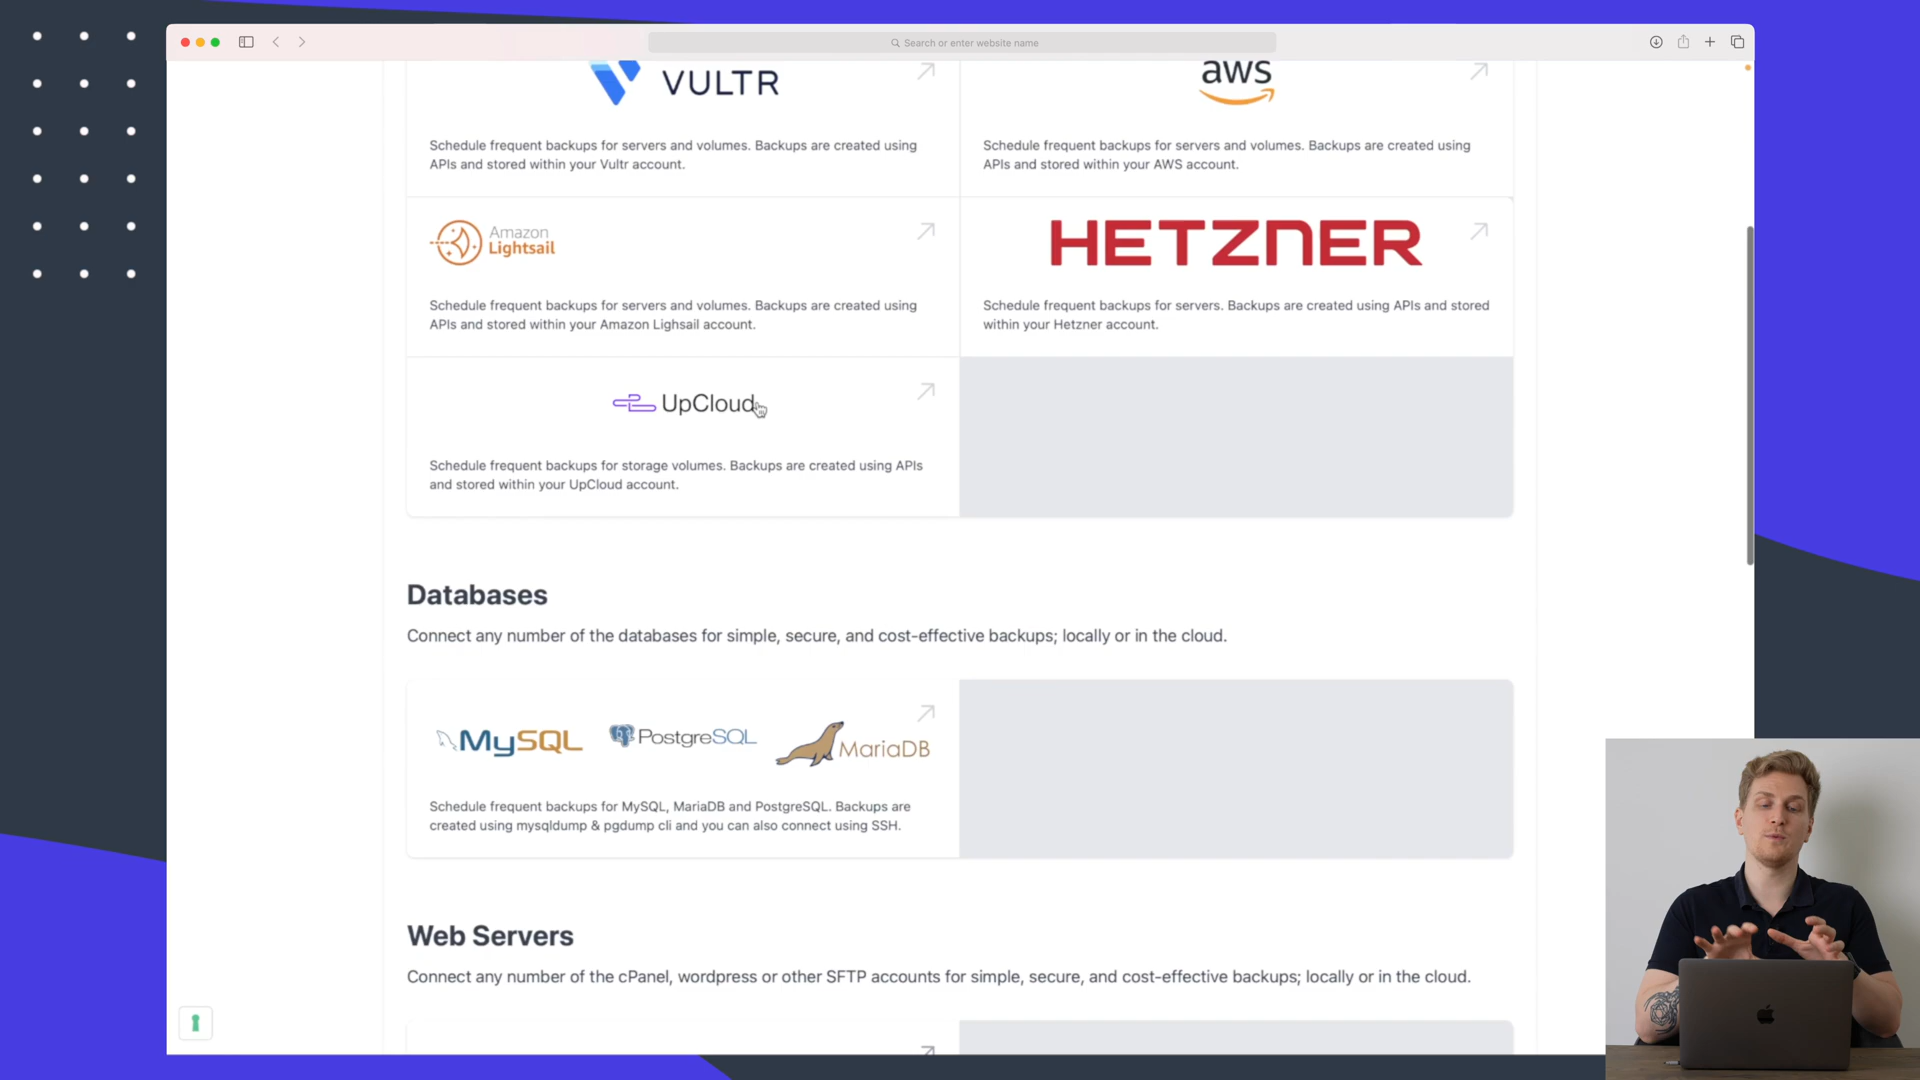 Search or enter website name
VULTR
aws
Schedule frequent backups for servers and volumes. Backups are created using
APIs and stored within your Vultr account.
Schedule frequent backups for servers and volumes. Backups are created using
APIs and stored within your AWS account.
Amazon
Lightsail
HETZNER
Schedule frequent backups for servers and volumes. Backups are created using
APIs and stored within your Amazon Lighsail account.
Schedule frequent backups for servers. Backups are created using APIs and stored
within your Hetzner account.
UpCloud
Schedule frequent backups for storage volumes. Backups are created using APIs
and stored within your UpCloud account.
Databases
Connect any number of the databases for simple, secure, and cost-effective backups; locally or in the cloud.
MySQL
PostgreSQL
MariaDB
Schedule frequent backups for MySQL, MariaDB and PostgreSQL. Backups are
created using mysqldump & pgdump cli and you can also connect using SSH.
Web Servers
Connect any number of the cPanel, wordpress or other SFTP accounts for simple, secure, and cost-effective backups; locally or in the cloud.